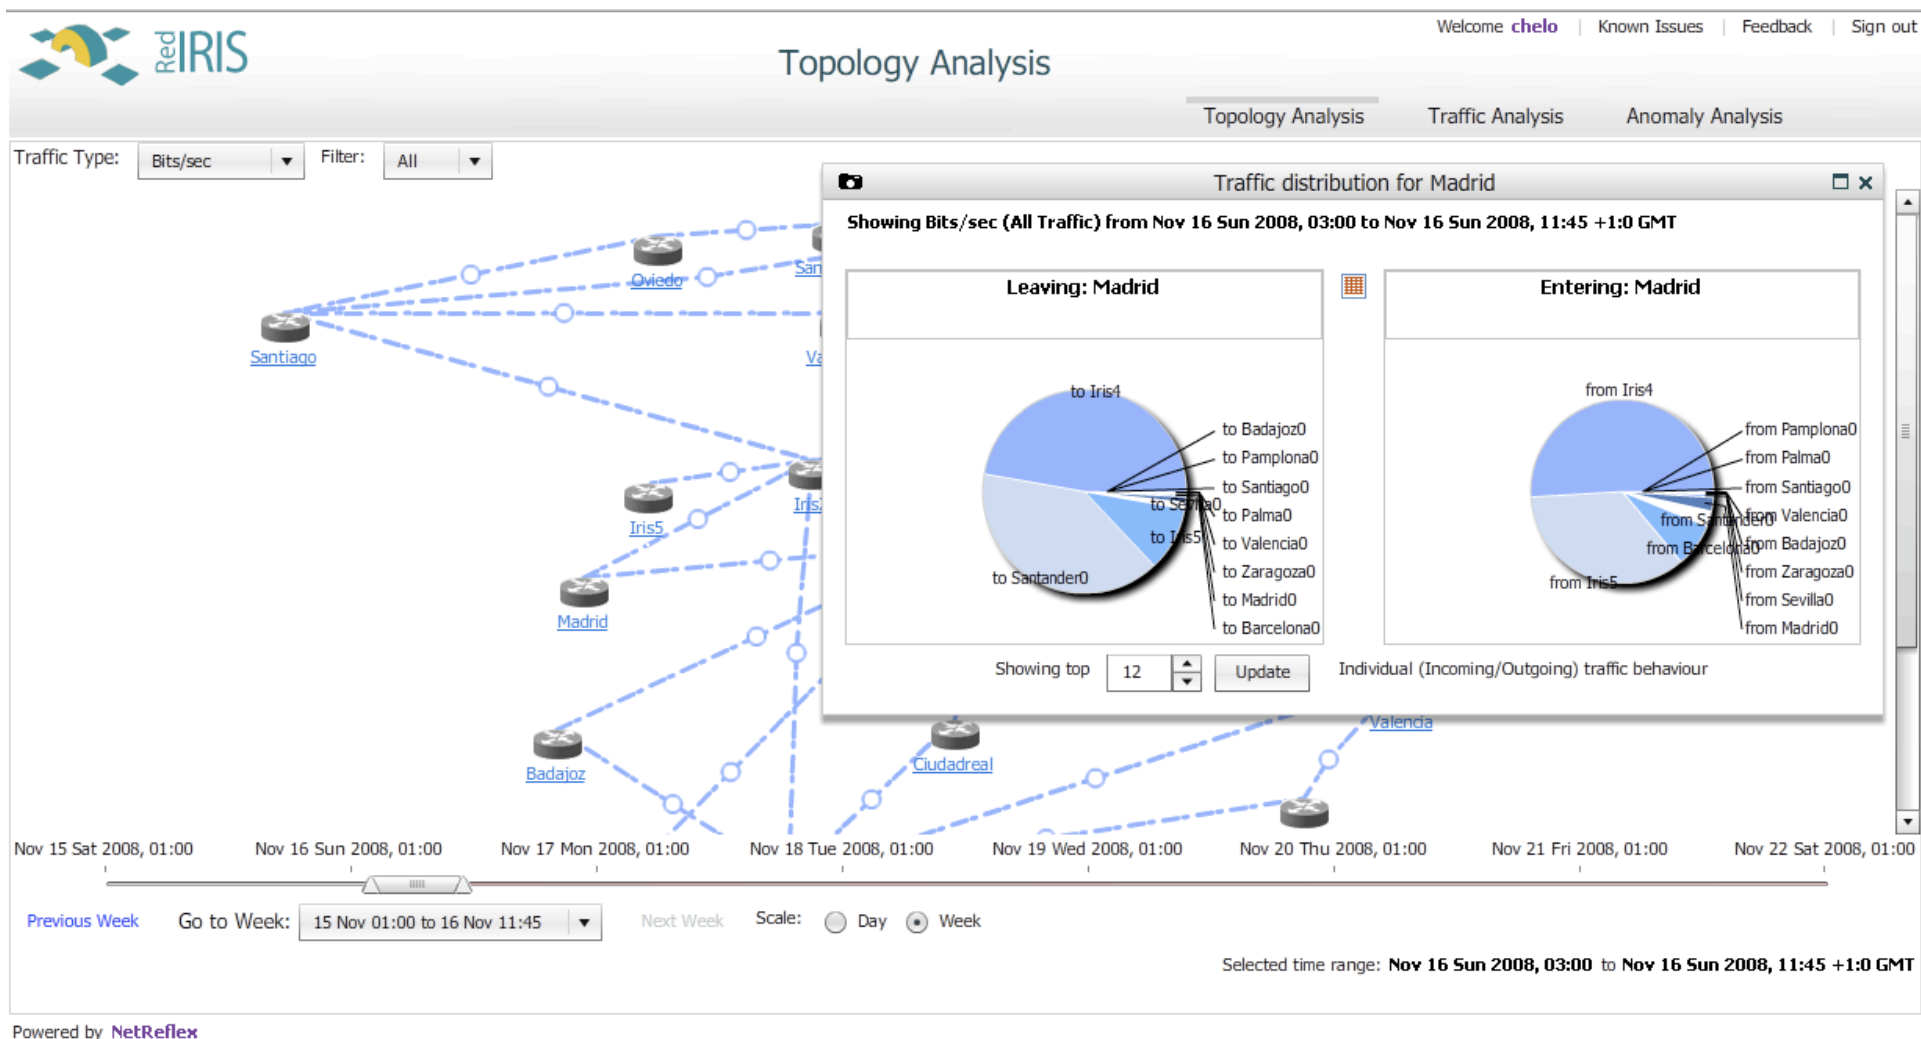 Welcome chelo | Known Issues | Feedback | Sign out
Red IRIS
Topology Analysis
Topology Analysis Traffic Analysis Anomaly Analysis
Traffic Type: Bits/sec Filter: All
Traffic distribution for Madrid
Showing Bits/sec (All Traffic) from Nov 16 Sun 2008, 03:00 to Nov 16 Sun 2008, 11:45 +1:0 GMT
Leaving: Madrid
to Iris4
to Badajoz0
to Pamplona0
to Santiago0
to Sevilla0
to Palma0
to Iris5
to Valencia0
to Zaragoza0
to Santander0
to Madrid0
to Barcelona0
Entering: Madrid
from Iris4
from Pamplona0
from Palma0
from Santiago0
from Santander0
from Valencia0
from Barcelona0
from Badajoz0
from Zaragoza0
from Iris5
from Sevilla0
from Madrid0
Showing top 12 Update Individual (Incoming/Outgoing) traffic behaviour
Oviedo
San
Santiago
Va
Iris5
Iris
Madrid
Valencia
Ciudadreal
Badajoz
Nov 15 Sat 2008, 01:00 Nov 16 Sun 2008, 01:00 Nov 17 Mon 2008, 01:00 Nov 18 Tue 2008, 01:00 Nov 19 Wed 2008, 01:00 Nov 20 Thu 2008, 01:00 Nov 21 Fri 2008, 01:00 Nov 22 Sat 2008, 01:00
Previous Week Go to Week: 15 Nov 01:00 to 16 Nov 11:45 Next Week Scale: Day Week
Selected time range: Nov 16 Sun 2008, 03:00 to Nov 16 Sun 2008, 11:45 +1:0 GMT
Powered by NetReflex